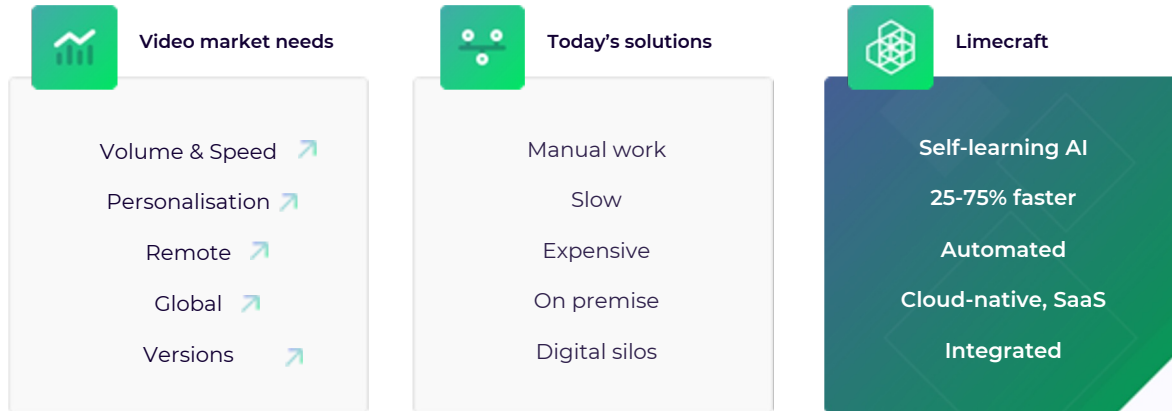 Video market needs
Volume & Speed
Personalisation
Remote
Global
Versions
Today’s solutions
Manual work
Slow
Expensive
On premise
Digital silos
Limecraft
Self-learning AI
25-75% faster
Automated
Cloud-native, SaaS
Integrated